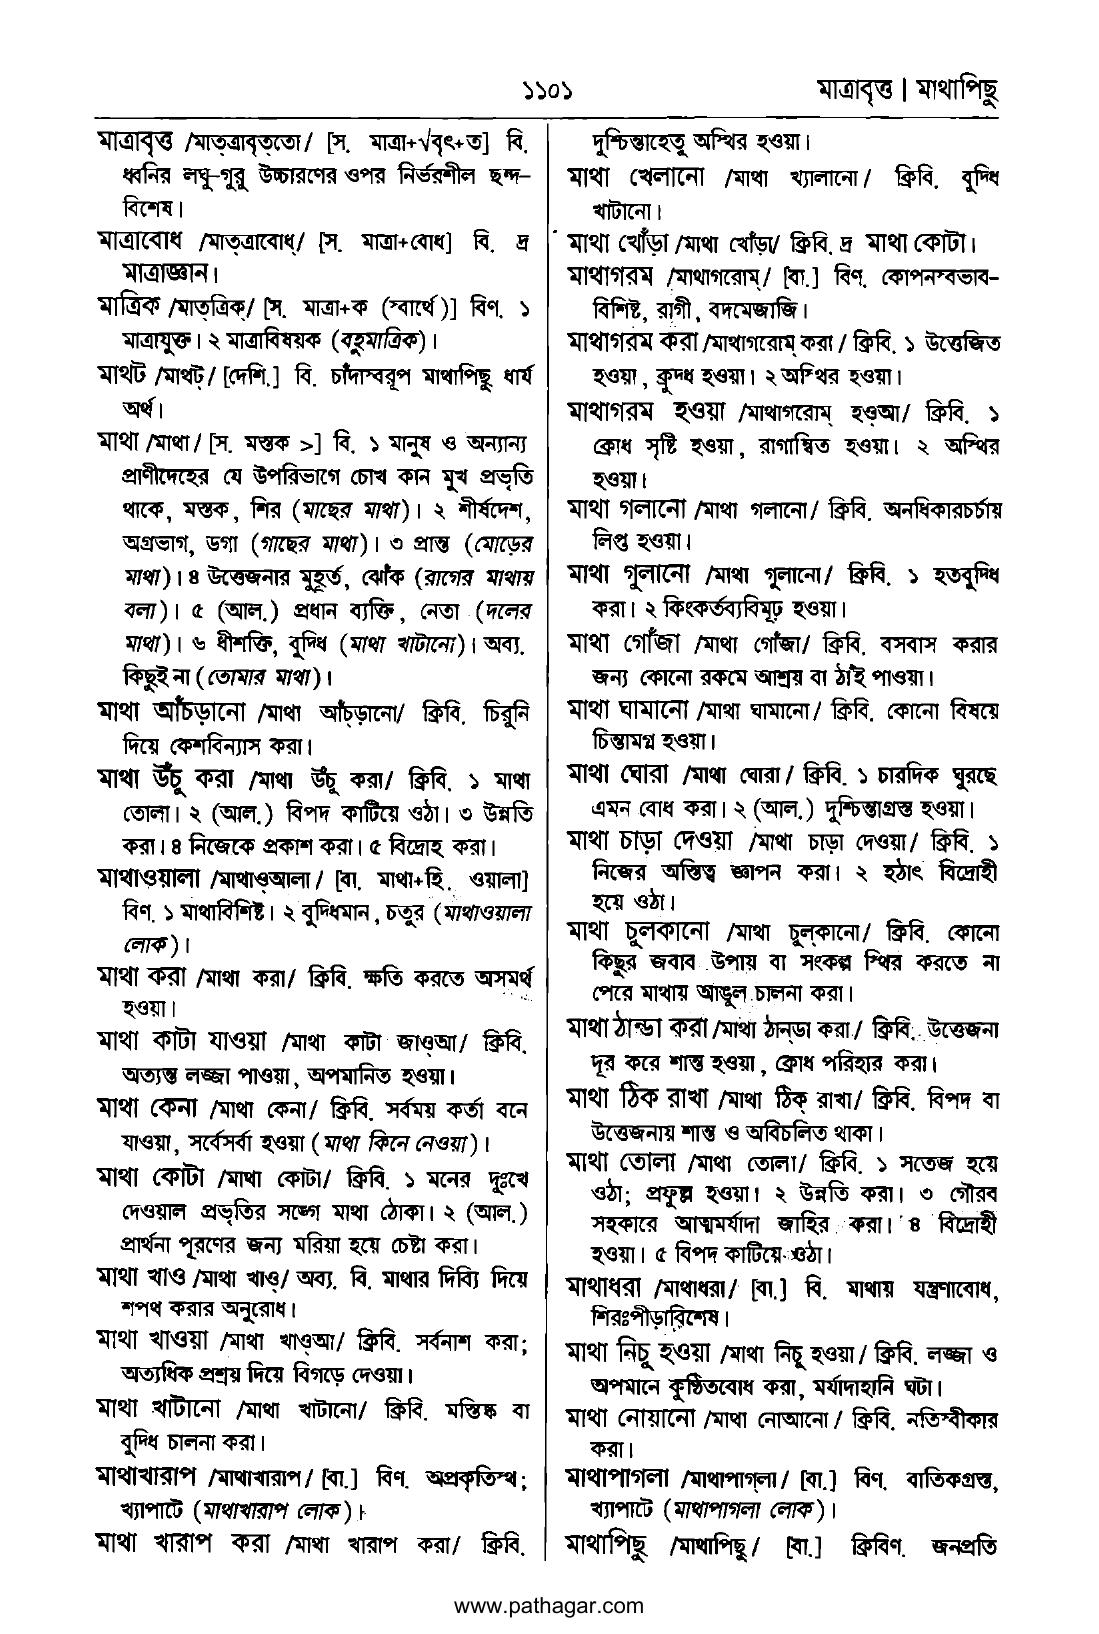 ১১০১
মাত্রাবৃত্ত | মাথাপিছু
মাত্রাবৃত্ত /মাত্‌ত্রাবৃত্‌তো/ [স. মাত্রা+√বৃৎ+ত] বি.
ধ্বনির লঘু-গুরু উচ্চারণের ওপর নির্ভরশীল ছন্দ-
বিশেষ।
মাত্রাবোধ /মাত্‌ত্রাবোধ্‌/ [স. মাত্রা+বোধ] বি. দ্র
মাত্রাজ্ঞান।
মাত্রিক /মাত্‌ত্রিক্‌/ [স. মাত্রা+ক (স্বার্থে)] বিণ. ১
মাত্রাযুক্ত। ২ মাত্রাবিষয়ক (বহুমাত্রিক)।
মাথট /মাথট্‌/ [দেশি.] বি. চাঁদাস্বরূপ মাথাপিছু ধার্য
অর্থ।
মাথা /মাথা/ [স. মস্তক >] বি. ১ মানুষ ও অন্যান্য
প্রাণীদেহের যে উপরিভাগে চোখ কান মুখ প্রভৃতি
থাকে, মস্তক, শির (মাছের মাথা)। ২ শীর্ষদেশ,
অগ্রভাগ, ডগা (গাছের মাথা)। ৩ প্রান্ত (মোড়ের
মাথা)। ৪ উত্তেজনার মুহূর্ত, ঝোঁক (রাগের মাথায়
বলা)। ৫ (আল.) প্রধান ব্যক্তি, নেতা (দলের
মাথা)। ৬ ধীশক্তি, বুদ্ধি (মাথা খাটানো)। অব্য.
কিছুই না (তোমার মাথা)।
মাথা আঁচড়ানো /মাথা আঁচ্‌ড়ানো/ ক্রিবি. চিরুনি
দিয়ে কেশবিন্যাস করা।
মাথা উঁচু করা /মাথা উঁচু করা/ ক্রিবি. ১ মাথা
তোলা। ২ (আল.) বিপদ কাটিয়ে ওঠা। ৩ উন্নতি
করা। ৪ নিজেকে প্রকাশ করা। ৫ বিদ্রোহ করা।
মাথাওয়ালা /মাথাওআলা/ [বা. মাথা+হি. ওয়ালা]
বিণ. ১ মাথাবিশিষ্ট। ২ বুদ্ধিমান, চতুর (মাথাওয়ালা
লোক)।
মাথা করা /মাথা করা/ ক্রিবি. ক্ষতি করতে অসমর্থ
হওয়া।
মাথা কাটা যাওয়া /মাথা কাটা জাওআ/ ক্রিবি.
অত্যন্ত লজ্জা পাওয়া, অপমানিত হওয়া।
মাথা কেনা /মাথা কেনা/ ক্রিবি. সর্বময় কর্তা বনে
যাওয়া, সর্বেসর্বা হওয়া (মাথা কিনে নেওয়া)।
মাথা কোটা /মাথা কোটা/ ক্রিবি. ১ মনের দুঃখে
দেওয়াল প্রভৃতির সঙ্গে মাথা ঠোকা। ২ (আল.)
প্রার্থনা পূরণের জন্য মরিয়া হয়ে চেষ্টা করা।
মাথা খাও /মাথা খাও/ অব্য. বি. মাথার দিব্যি দিয়ে
শপথ করার অনুরোধ।
মাথা খাওয়া /মাথা খাওআ/ ক্রিবি. সর্বনাশ করা;
অত্যধিক প্রশ্রয় দিয়ে বিগড়ে দেওয়া।
মাথা খাটানো /মাথা খাটানো/ ক্রিবি. মস্তিষ্ক বা
বুদ্ধি চালনা করা।
মাথাখারাপ /মাথাখারাপ/ [বা.] বিণ. অপ্রকৃতিস্থ;
খ্যাপাটে (মাথাখারাপ লোক)।
মাথা খারাপ করা /মাথা খারাপ করা/ ক্রিবি.
দুশ্চিন্তাহেতু অস্থির হওয়া।
মাথা খেলানো /মাথা খ্যালানো/ ক্রিবি. বুদ্ধি
খাটানো।
মাথা খোঁড়া /মাথা খোঁড়া/ ক্রিবি. দ্র মাথা কোটা।
মাথাগরম /মাথাগরোম্‌/ [বা.] বিণ. কোপনস্বভাব-
বিশিষ্ট, রাগী, বদমেজাজি।
মাথাগরম করা /মাথাগরোম্‌ করা/ ক্রিবি. ১ উত্তেজিত
হওয়া, ক্রুদ্ধ হওয়া। ২ অস্থির হওয়া।
মাথাগরম হওয়া /মাথাগরোম্‌ হওআ/ ক্রিবি. ১
ক্রোধ সৃষ্টি হওয়া, রাগান্বিত হওয়া। ২ অস্থির
হওয়া।
মাথা গলানো /মাথা গলানো/ ক্রিবি. অনধিকারচর্চায়
লিপ্ত হওয়া।
মাথা গুলানো /মাথা গুলানো/ ক্রিবি. ১ হতবুদ্ধি
করা। ২ কিংকর্তব্যবিমূঢ় হওয়া।
মাথা গোঁজা /মাথা গোঁজা/ ক্রিবি. বসবাস করার
জন্য কোনো রকমে আশ্রয় বা ঠাঁই পাওয়া।
মাথা ঘামানো /মাথা ঘামানো/ ক্রিবি. কোনো বিষয়ে
চিন্তামগ্ন হওয়া।
মাথা ঘোরা /মাথা ঘোরা/ ক্রিবি. ১ চারদিক ঘুরছে
এমন বোধ করা। ২ (আল.) দুশ্চিন্তাগ্রস্ত হওয়া।
মাথা চাড়া দেওয়া /মাথা চাড়া দেওয়া/ ক্রিবি. ১
নিজের অস্তিত্ব জ্ঞাপন করা। ২ হঠাৎ বিদ্রোহী
হয়ে ওঠা।
মাথা চুলকানো /মাথা চুল্‌কানো/ ক্রিবি. কোনো
কিছুর জবাব উপায় বা সংকল্প স্থির করতে না
পেরে মাথায় আঙুল চালনা করা।
মাথা ঠান্ডা করা /মাথা ঠান্‌ডা করা/ ক্রিবি. উত্তেজনা
দূর করে শান্ত হওয়া, ক্রোধ পরিহার করা।
মাথা ঠিক রাখা /মাথা ঠিক্‌ রাখা/ ক্রিবি. বিপদ বা
উত্তেজনায় শান্ত ও অবিচলিত থাকা।
মাথা তোলা /মাথা তোলা/ ক্রিবি. ১ সতেজ হয়ে
ওঠা; প্রফুল্ল হওয়া। ২ উন্নতি করা। ৩ গৌরব
সহকারে আত্মমর্যাদা জাহির করা। ৪ বিদ্রোহী
হওয়া। ৫ বিপদ কাটিয়ে ওঠা।
মাথাধরা /মাথাধরা/ [বা.] বি. মাথায় যন্ত্রণাবোধ,
শিরঃপীড়াবিশেষ।
মাথা নিচু হওয়া /মাথা নিচু হওয়া/ ক্রিবি. লজ্জা ও
অপমানে কুণ্ঠিতবোধ করা, মর্যাদাহানি ঘটা।
মাথা নোয়ানো /মাথা নোআনো/ ক্রিবি. নতিস্বীকার
করা।
মাথাপাগলা /মাথাপাগ্‌লা/ [বা.] বিণ. বাতিকগ্রস্ত,
খ্যাপাটে (মাথাপাগলা লোক)।
মাথাপিছু /মাথাপিছু/ [বা.] ক্রিবিণ. জনপ্রতি
www.pathagar.com